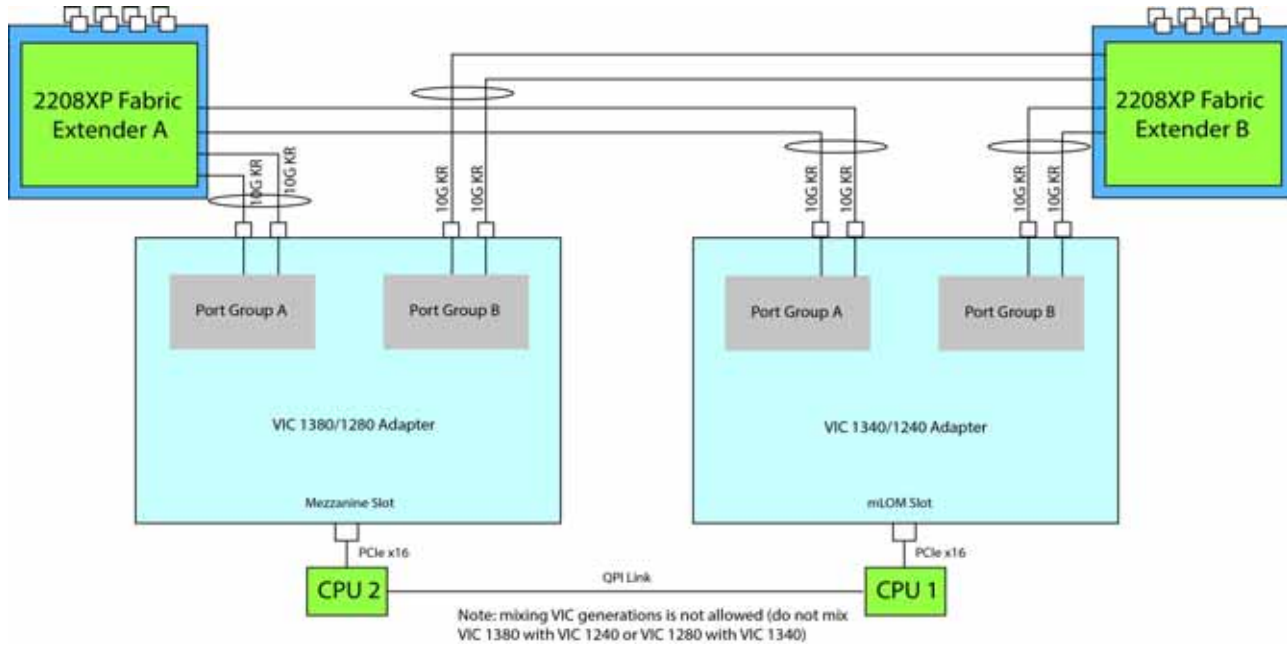 2208XP Fabric
Extender A
2208XP Fabric
Extender B
10G KR
10G KR
10G KR
10G KR
10G KR
10G KR
10G KR
10G KR
Port Group A
Port Group B
Port Group A
Port Group B
VIC 1380/1280 Adapter
VIC 1340/1240 Adapter
Mezzanine Slot
mLOM Slot
PCIe x16
PCIe x16
CPU 2
QPI Link
CPU 1
Note: mixing VIC generations is not allowed (do not mix
VIC 1380 with VIC 1240 or VIC 1280 with VIC 1340)